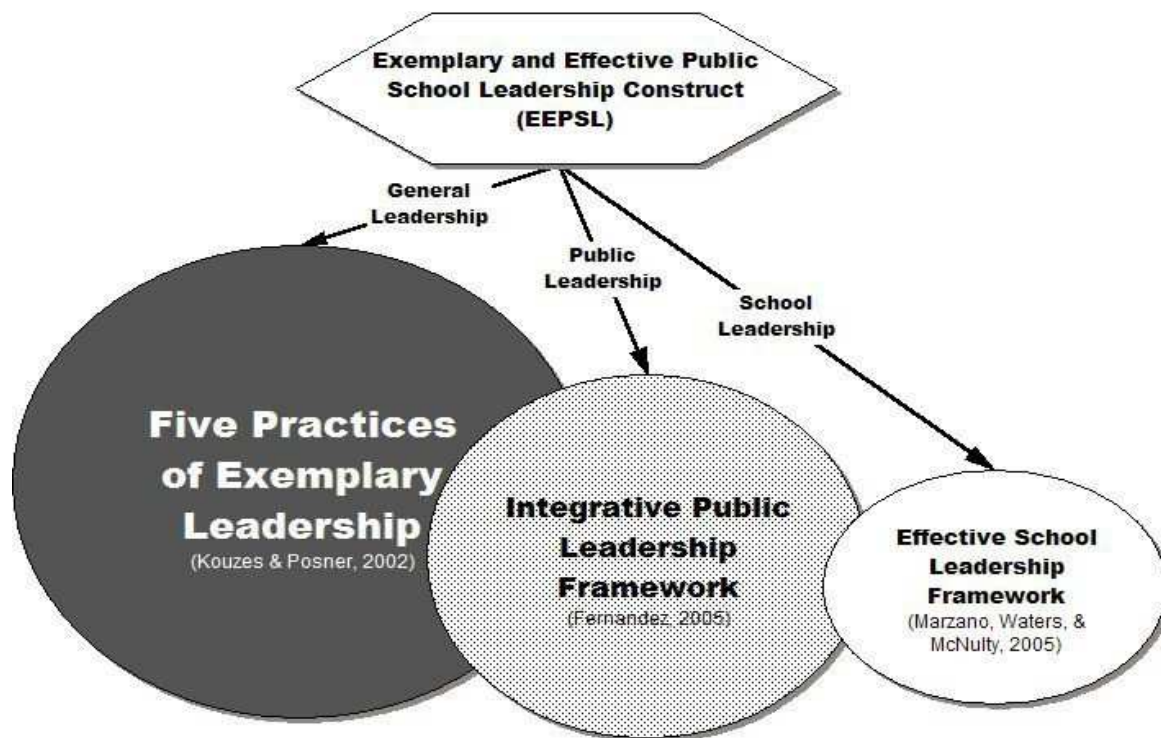 Exemplary and Effective Public
School Leadership Construct
(EEPSL)
General
Leadership
Public
Leadership
School
Leadership
Five Practices
of Exemplary
Leadership
(Kouzes & Posner, 2002)
Integrative Public
Leadership
Framework
(Fernandez, 2005)
Effective School
Leadership
Framework
(Marzano, Waters, &
McNulty, 2005)